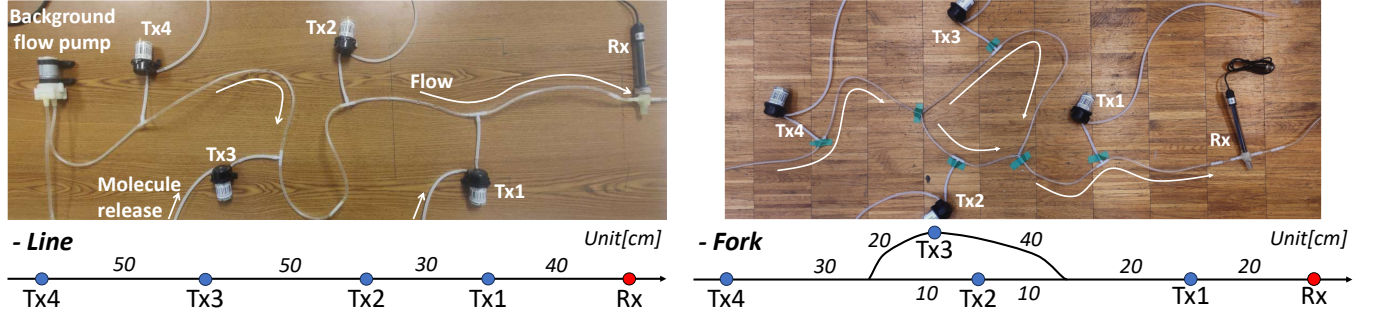 Background
flow pump
Tx4
Tx2
Rx
Flow
Tx3
Molecule
release
Tx1
- Line
Unit[cm]
50
50
30
40
Tx4
Tx3
Tx2
Tx1
Rx
Tx3
Tx4
Tx1
Rx
Tx2
- Fork
Unit[cm]
20
40
Tx3
30
20
20
10
10
Tx4
Tx2
Tx1
Rx